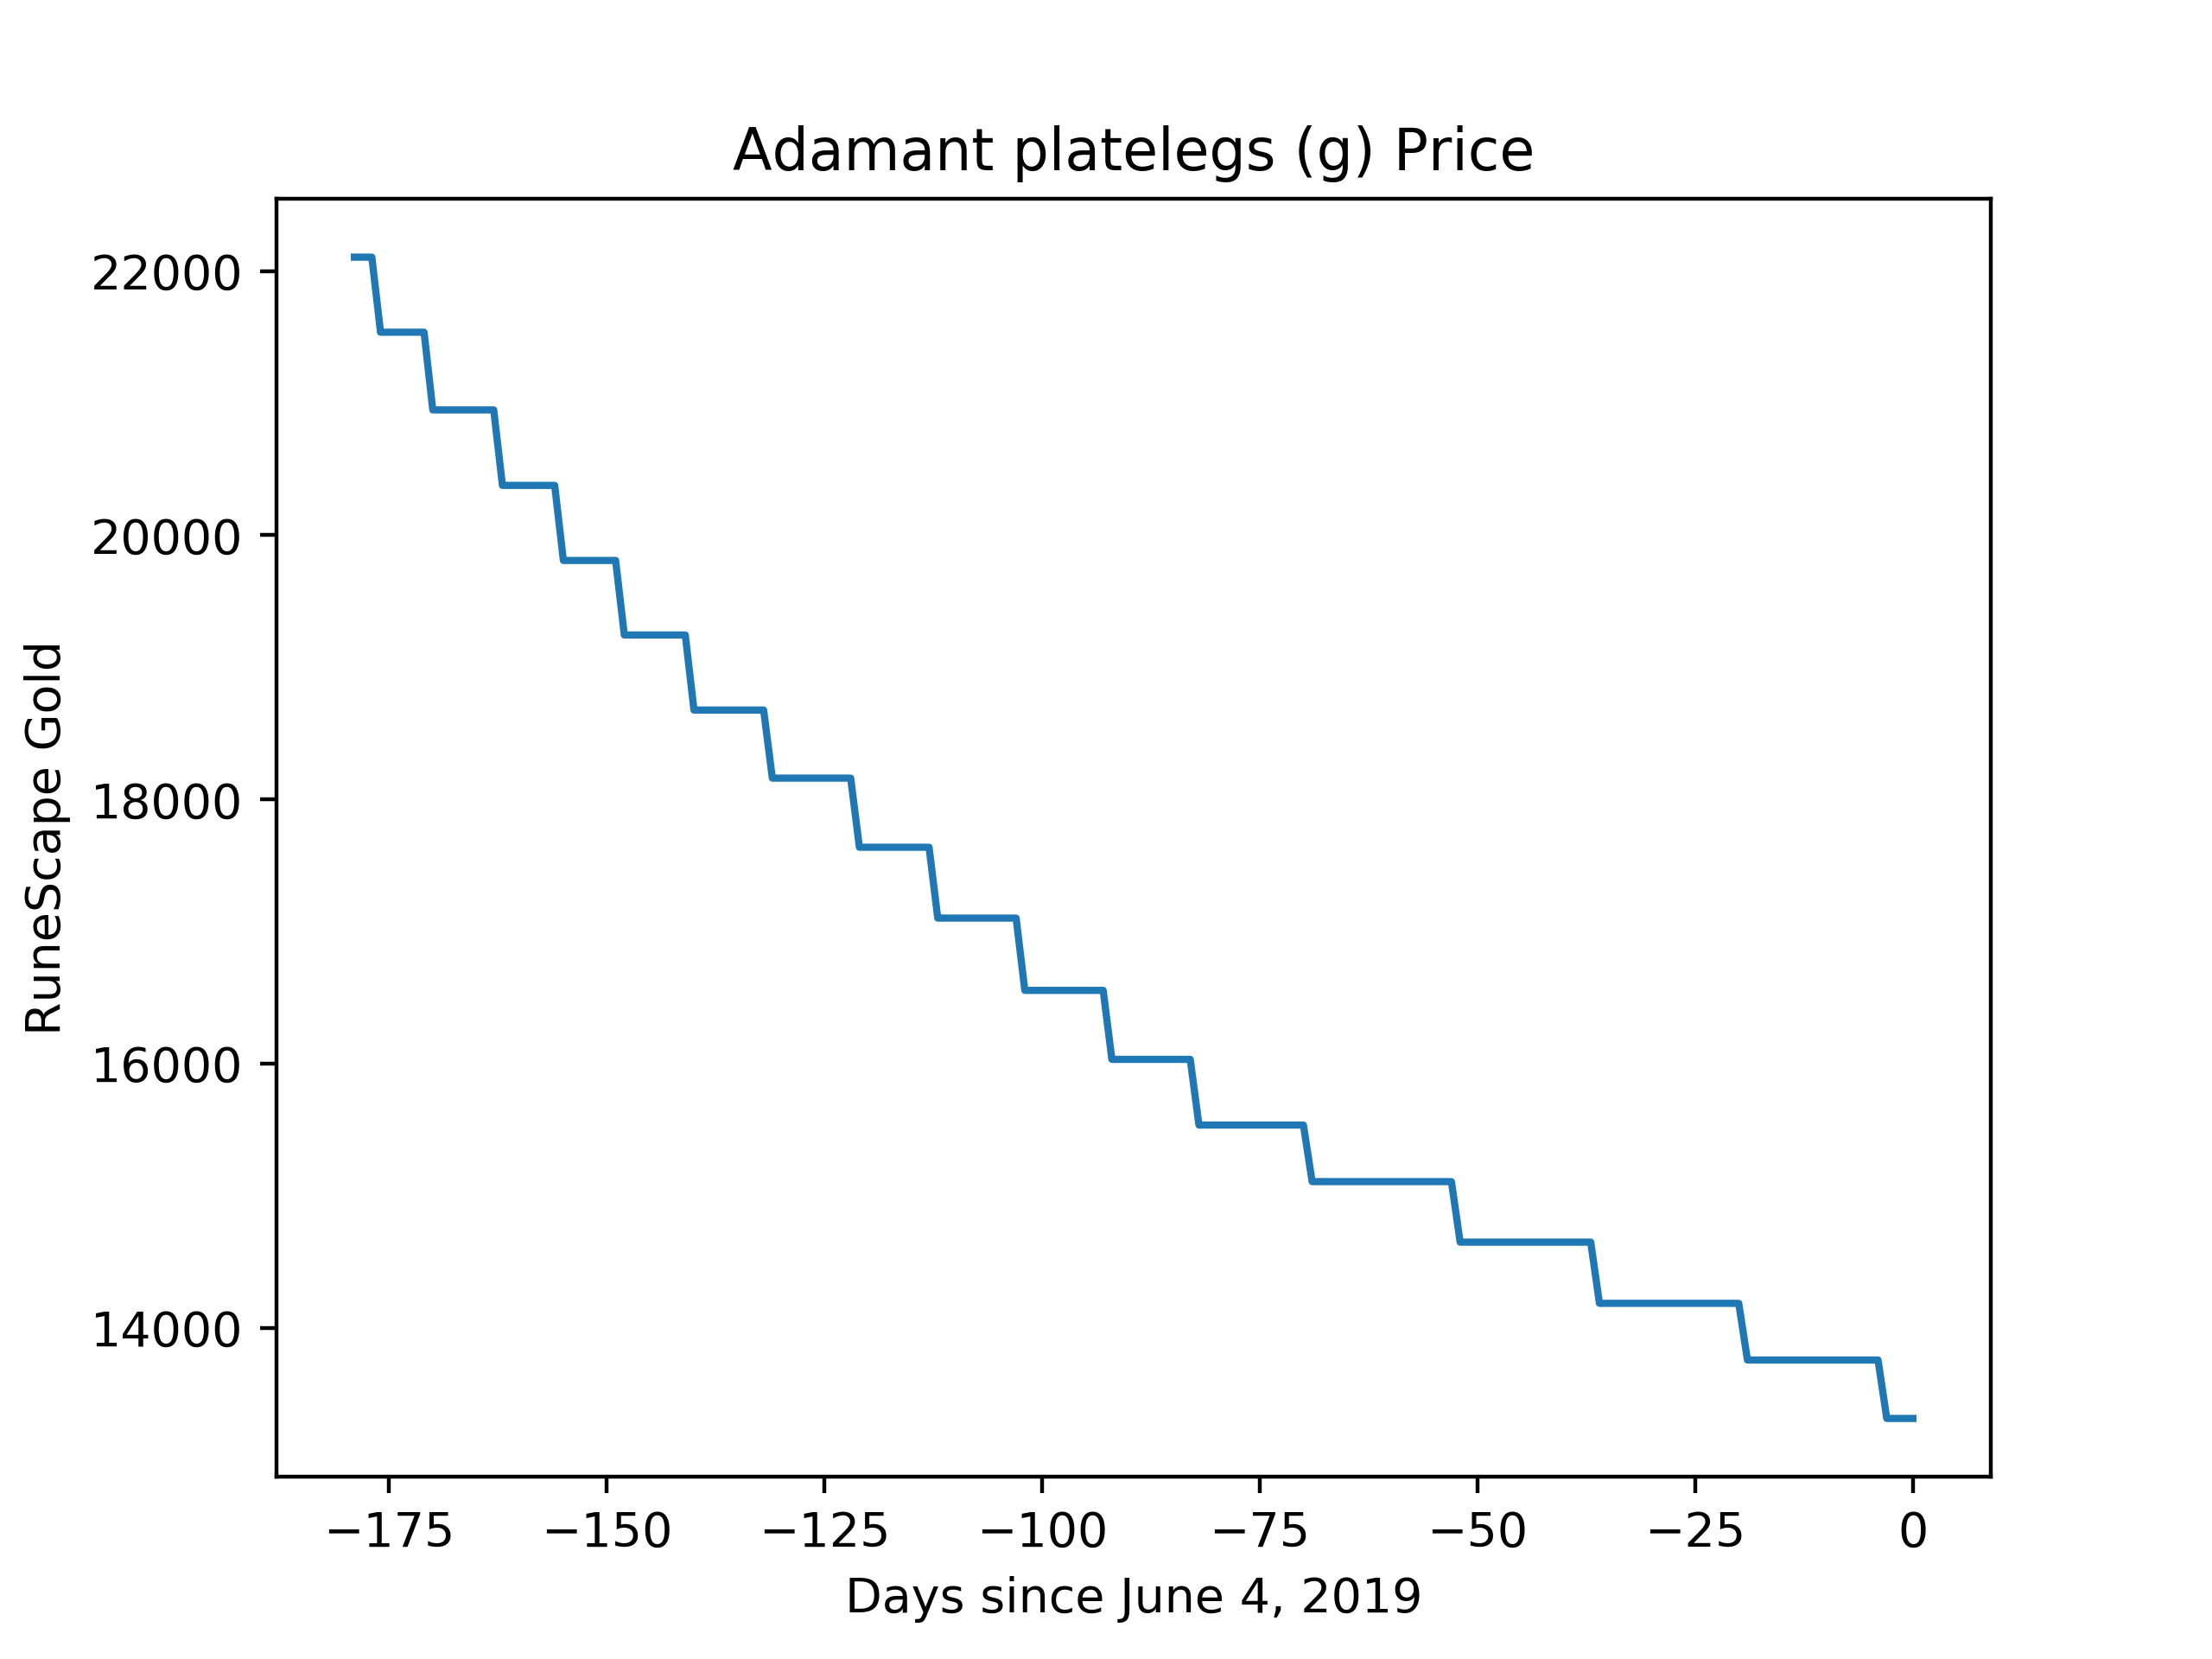 Adamant platelegs (g) Price
RuneScape Gold
22000
20000
18000
16000
14000
−175 −150 −125 −100 −75 −50 −25 0
Days since June 4, 2019